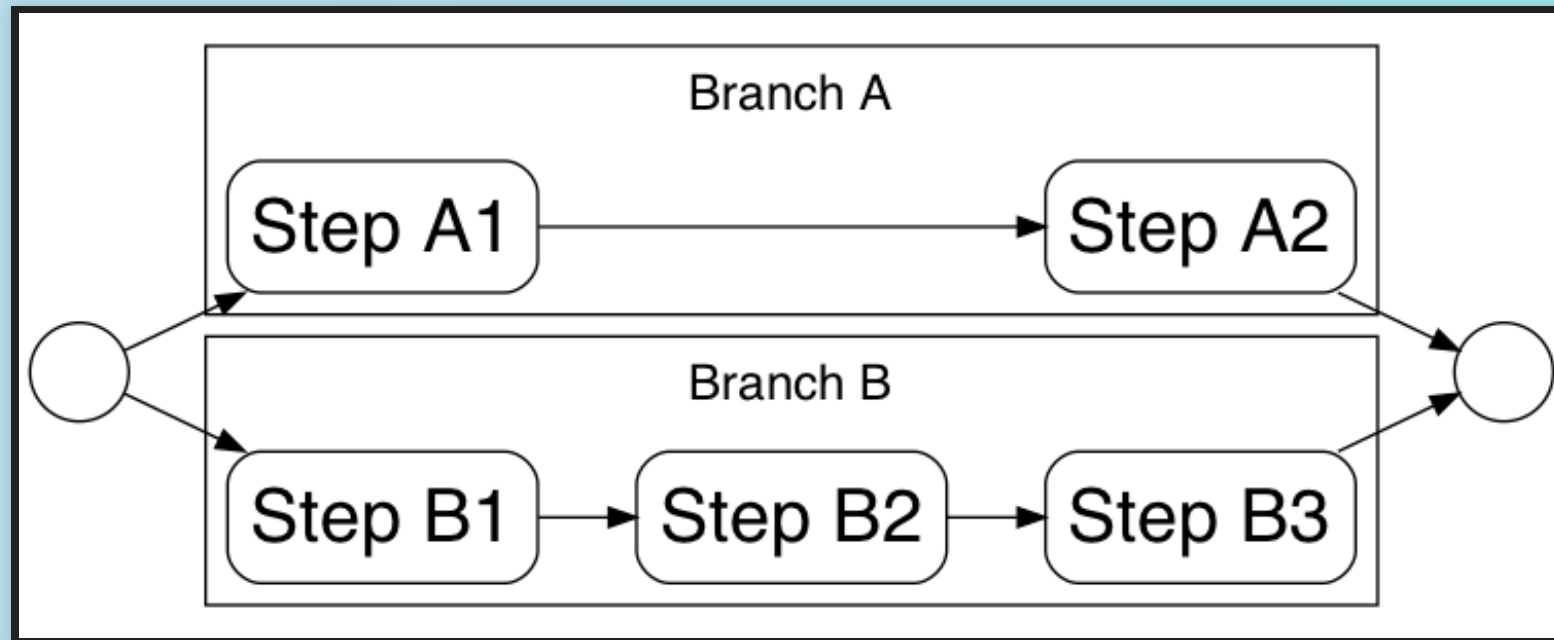 Branch A
Step A1
Step A2
Branch B
Step B1
Step B2
Step B3